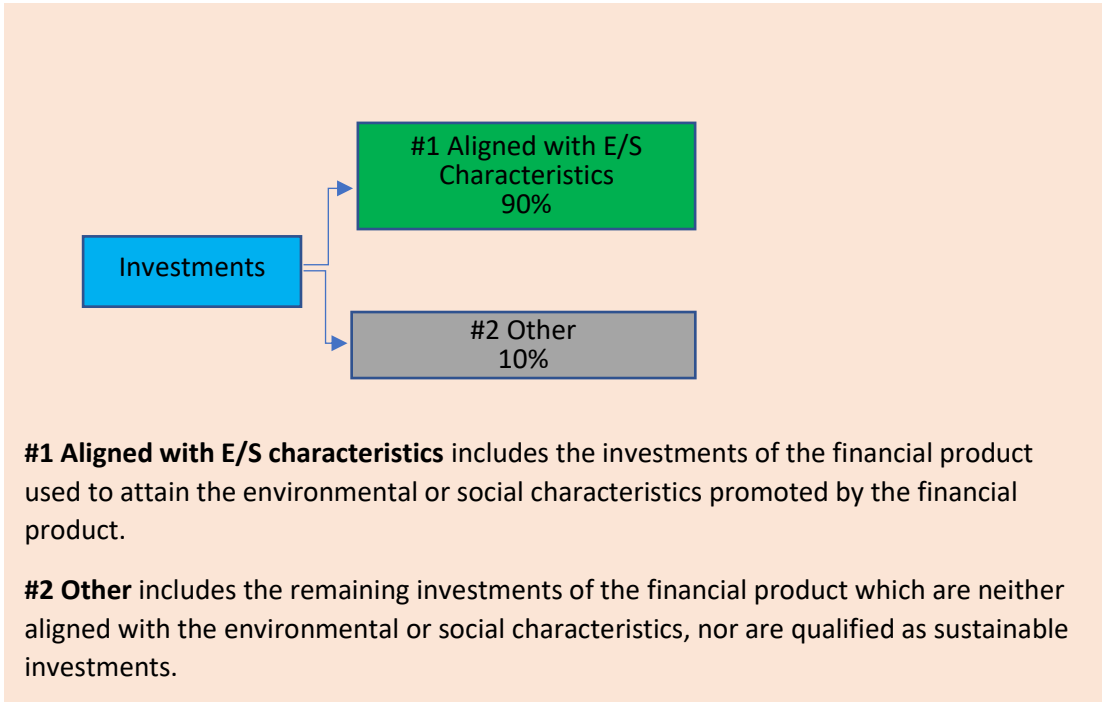 #1 Aligned with E/S
Characteristics
90%
Investments
#2 Other
10%
#1 Aligned with E/S characteristics includes the investments of the financial product
used to attain the environmental or social characteristics promoted by the financial
product.
#2 Other includes the remaining investments of the financial product which are neither
aligned with the environmental or social characteristics, nor are qualified as sustainable
investments.